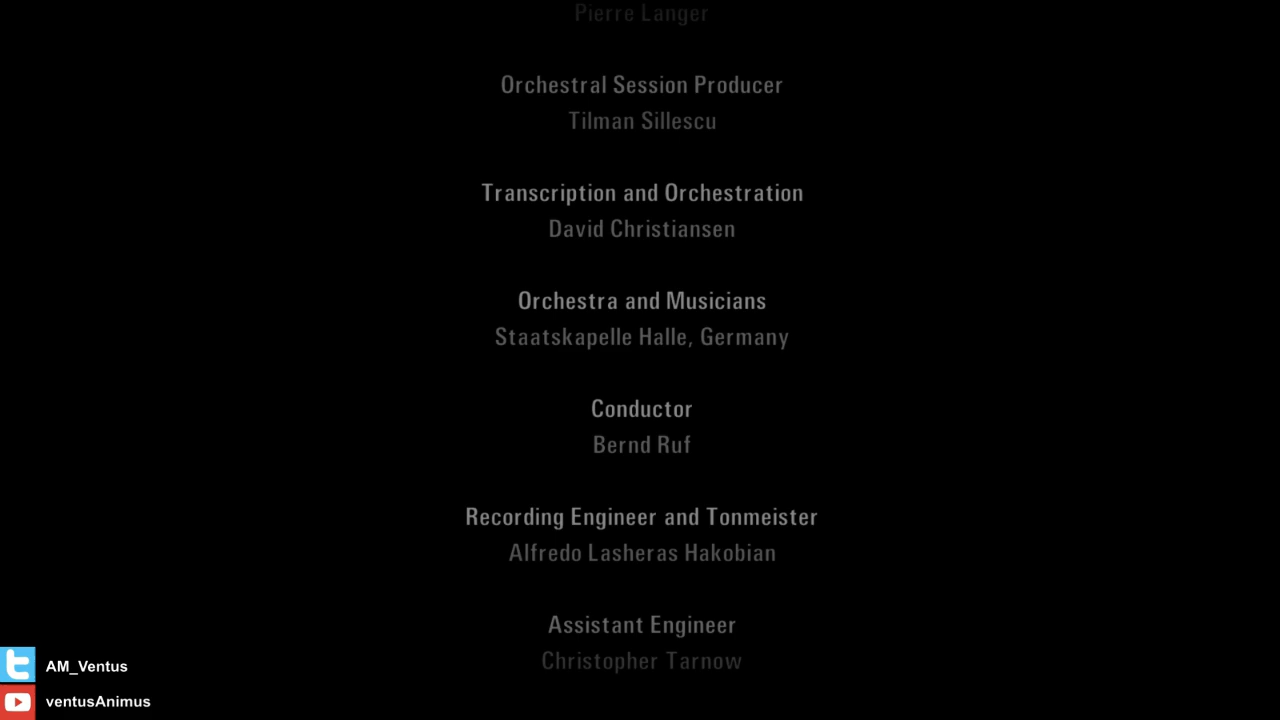 Pierre Langer
Orchestral Session Producer
Tilman Sillescu
Transcription and Orchestration
David Christiansen
Orchestra and Musicians
Staatskapelle Halle, Germany
Conductor
Bernd Ruf
Recording Engineer and Tonmeister
Alfredo Lasheras Hakobian
Assistant Engineer
Christopher Tarnow
AM_Ventus
ventusAnimus